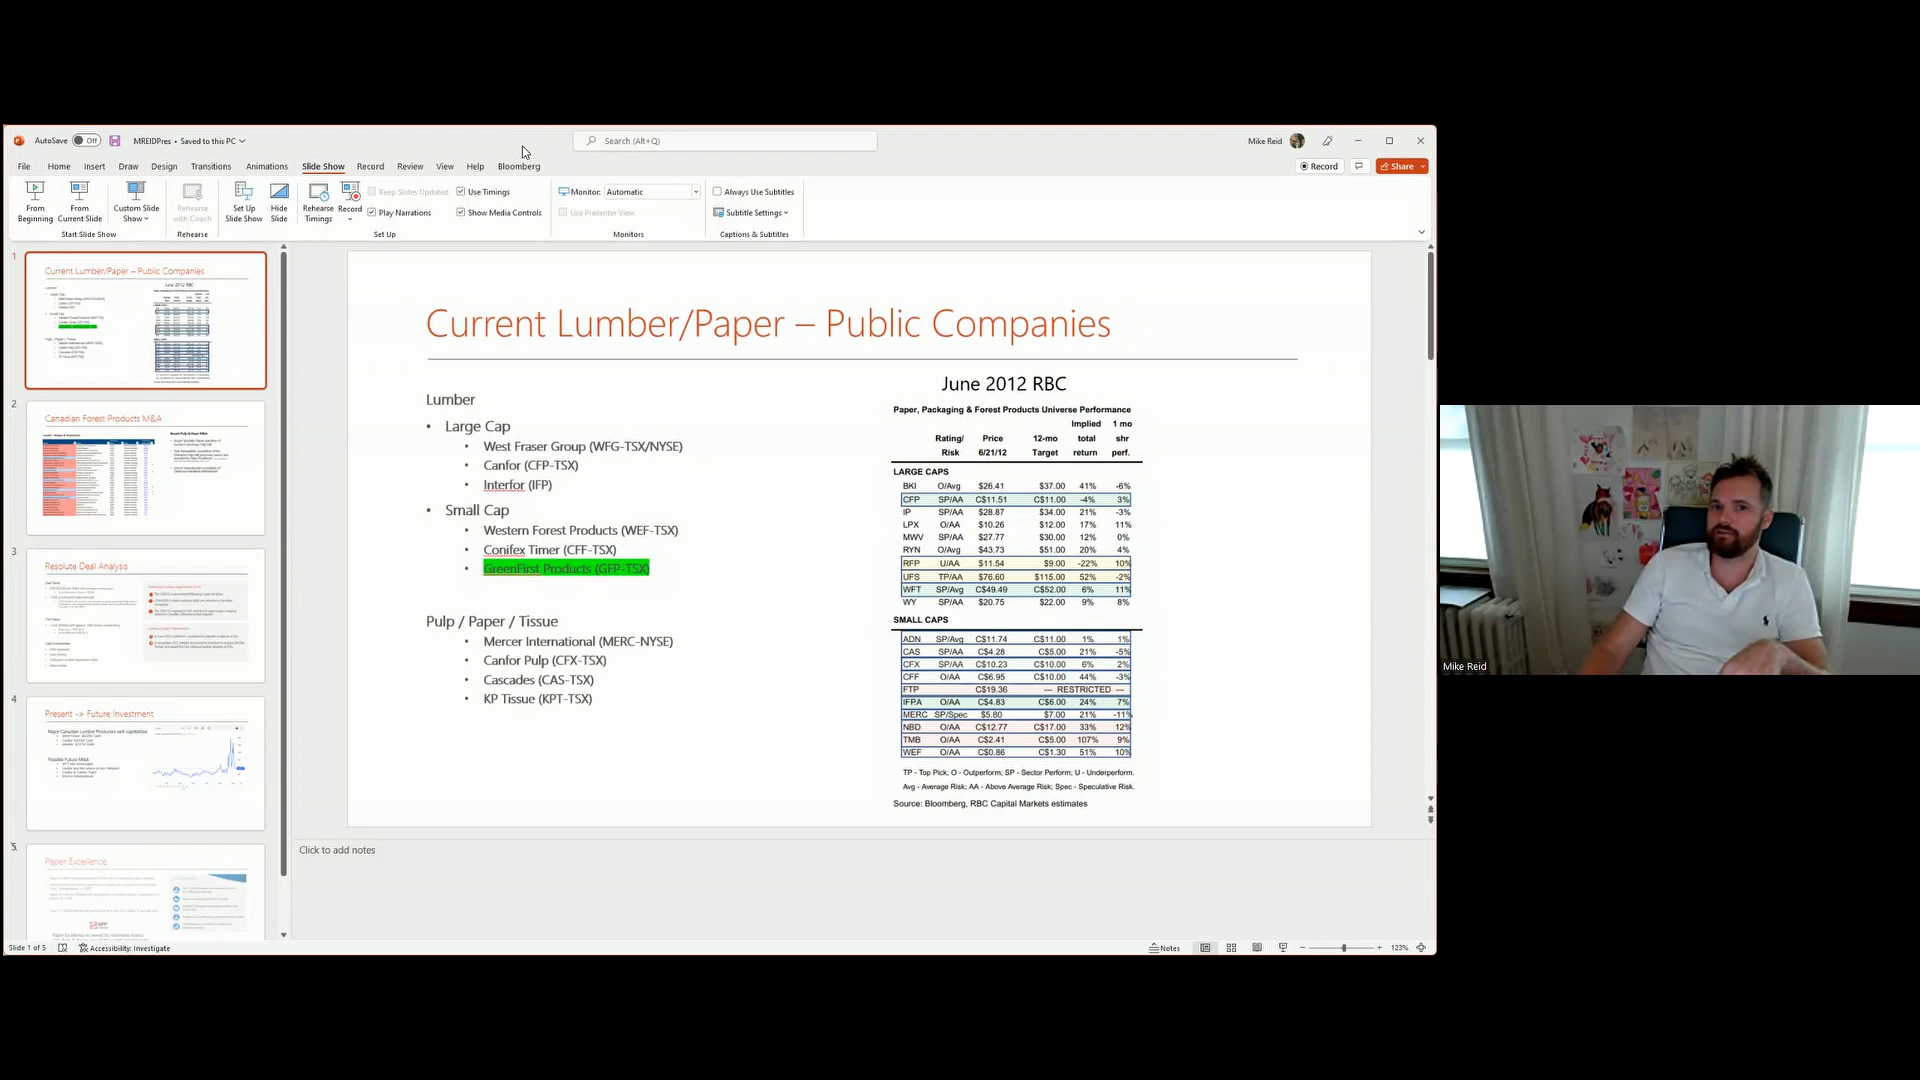 AutoSave Off MREIDPres • Saved to this PC Search (Alt+Q) Mike Reid
File Home Insert Draw Design Transitions Animations Slide Show Record Review View Help Bloomberg Record Share
From Beginning
From Current Slide
Custom Slide Show
Start Slide Show
Rehearse with Coach
Rehearse
Set Up Slide Show
Hide Slide
Rehearse Timings
Record
Keep Slides Updated Use Timings
Play Narrations Show Media Controls
Set Up
Monitor: Automatic
Use Presenter View
Monitors
Always Use Subtitles
Subtitle Settings
Captions & Subtitles
1
Current Lumber/Paper – Public Companies
June 2012 RBC
2
Canadian Forest Products M&A
3
Resolute Deal Analysis
4
Present -> Future Investment
5
Paper Excellence
Current Lumber/Paper – Public Companies
Lumber
• Large Cap
• West Fraser Group (WFG-TSX/NYSE)
• Canfor (CFP-TSX)
• Interfor (IFP)
• Small Cap
• Western Forest Products (WEF-TSX)
• Conifex Timer (CFF-TSX)
• GreenFirst Products (GFP-TSX)
Pulp / Paper / Tissue
• Mercer International (MERC-NYSE)
• Canfor Pulp (CFX-TSX)
• Cascades (CAS-TSX)
• KP Tissue (KPT-TSX)
June 2012 RBC
Paper, Packaging & Forest Products Universe Performance
Implied 1 mo
Rating/ Price 12-mo total shr
Risk 6/21/12 Target return perf.
LARGE CAPS
BKI O/Avg $26.41 $37.00 41% -6%
CFP SP/AA C$11.51 C$11.00 -4% 3%
IP SP/AA $28.87 $34.00 21% -3%
LPX O/AA $10.26 $12.00 17% 11%
MWV SP/AA $27.77 $30.00 12% 0%
RYN O/Avg $43.73 $51.00 20% 4%
RFP U/AA $11.54 $9.00 -22% 10%
UFS TP/AA $76.60 $115.00 52% -2%
WFT SP/Avg C$49.49 C$52.00 6% 11%
WY SP/AA $20.75 $22.00 9% 8%
SMALL CAPS
ADN SP/Avg C$11.74 C$11.00 1% 1%
CAS SP/AA C$4.28 C$5.00 21% -5%
CFX SP/AA C$10.23 C$10.00 6% 2%
CFF O/AA C$6.95 C$10.00 44% -3%
FTP C$19.36 --- RESTRICTED ---
IFPA O/AA C$4.83 C$6.00 24% 7%
MERC SP/Spec $5.80 $7.00 21% -11%
NBD O/AA C$12.77 C$17.00 33% 12%
TMB O/AA C$2.41 C$5.00 107% 9%
WEF O/AA C$0.86 C$1.30 51% 10%
TP - Top Pick; O - Outperform; SP - Sector Perform; U - Underperform.
Avg - Average Risk; AA - Above Average Risk; Spec - Speculative Risk.
Source: Bloomberg, RBC Capital Markets estimates
Mike Reid
Click to add notes
Slide 1 of 5 Accessibility: Investigate Notes 123%